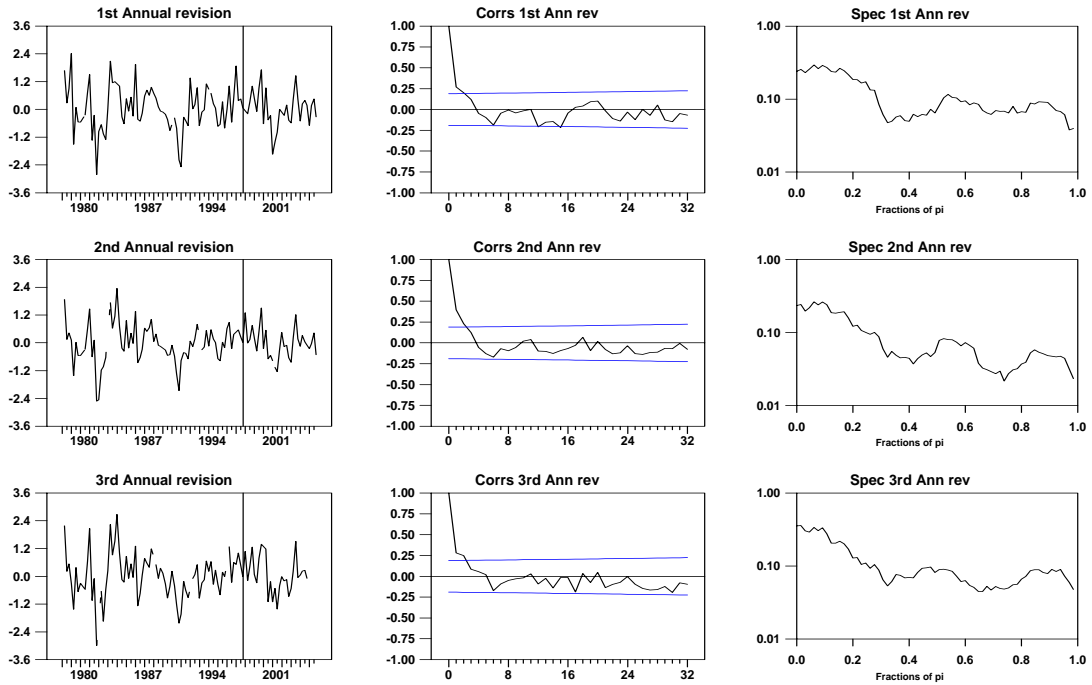 1st Annual revision
3.6
2.4
1.2
0.0
-1.2
-2.4
-3.6
1980 1987 1994 2001
Corrs 1st Ann rev
1.00
0.75
0.50
0.25
0.00
-0.25
-0.50
-0.75
-1.00
0 8 16 24 32
Spec 1st Ann rev
1.00
0.10
0.01
0.0 0.2 0.4 0.6 0.8 1.0
Fractions of pi
2nd Annual revision
3.6
2.4
1.2
0.0
-1.2
-2.4
-3.6
1980 1987 1994 2001
Corrs 2nd Ann rev
1.00
0.75
0.50
0.25
0.00
-0.25
-0.50
-0.75
-1.00
0 8 16 24 32
Spec 2nd Ann rev
1.00
0.10
0.01
0.0 0.2 0.4 0.6 0.8 1.0
Fractions of pi
3rd Annual revision
3.6
2.4
1.2
0.0
-1.2
-2.4
-3.6
1980 1987 1994 2001
Corrs 3rd Ann rev
1.00
0.75
0.50
0.25
0.00
-0.25
-0.50
-0.75
-1.00
0 8 16 24 32
Spec 3rd Ann rev
1.00
0.10
0.01
0.0 0.2 0.4 0.6 0.8 1.0
Fractions of pi